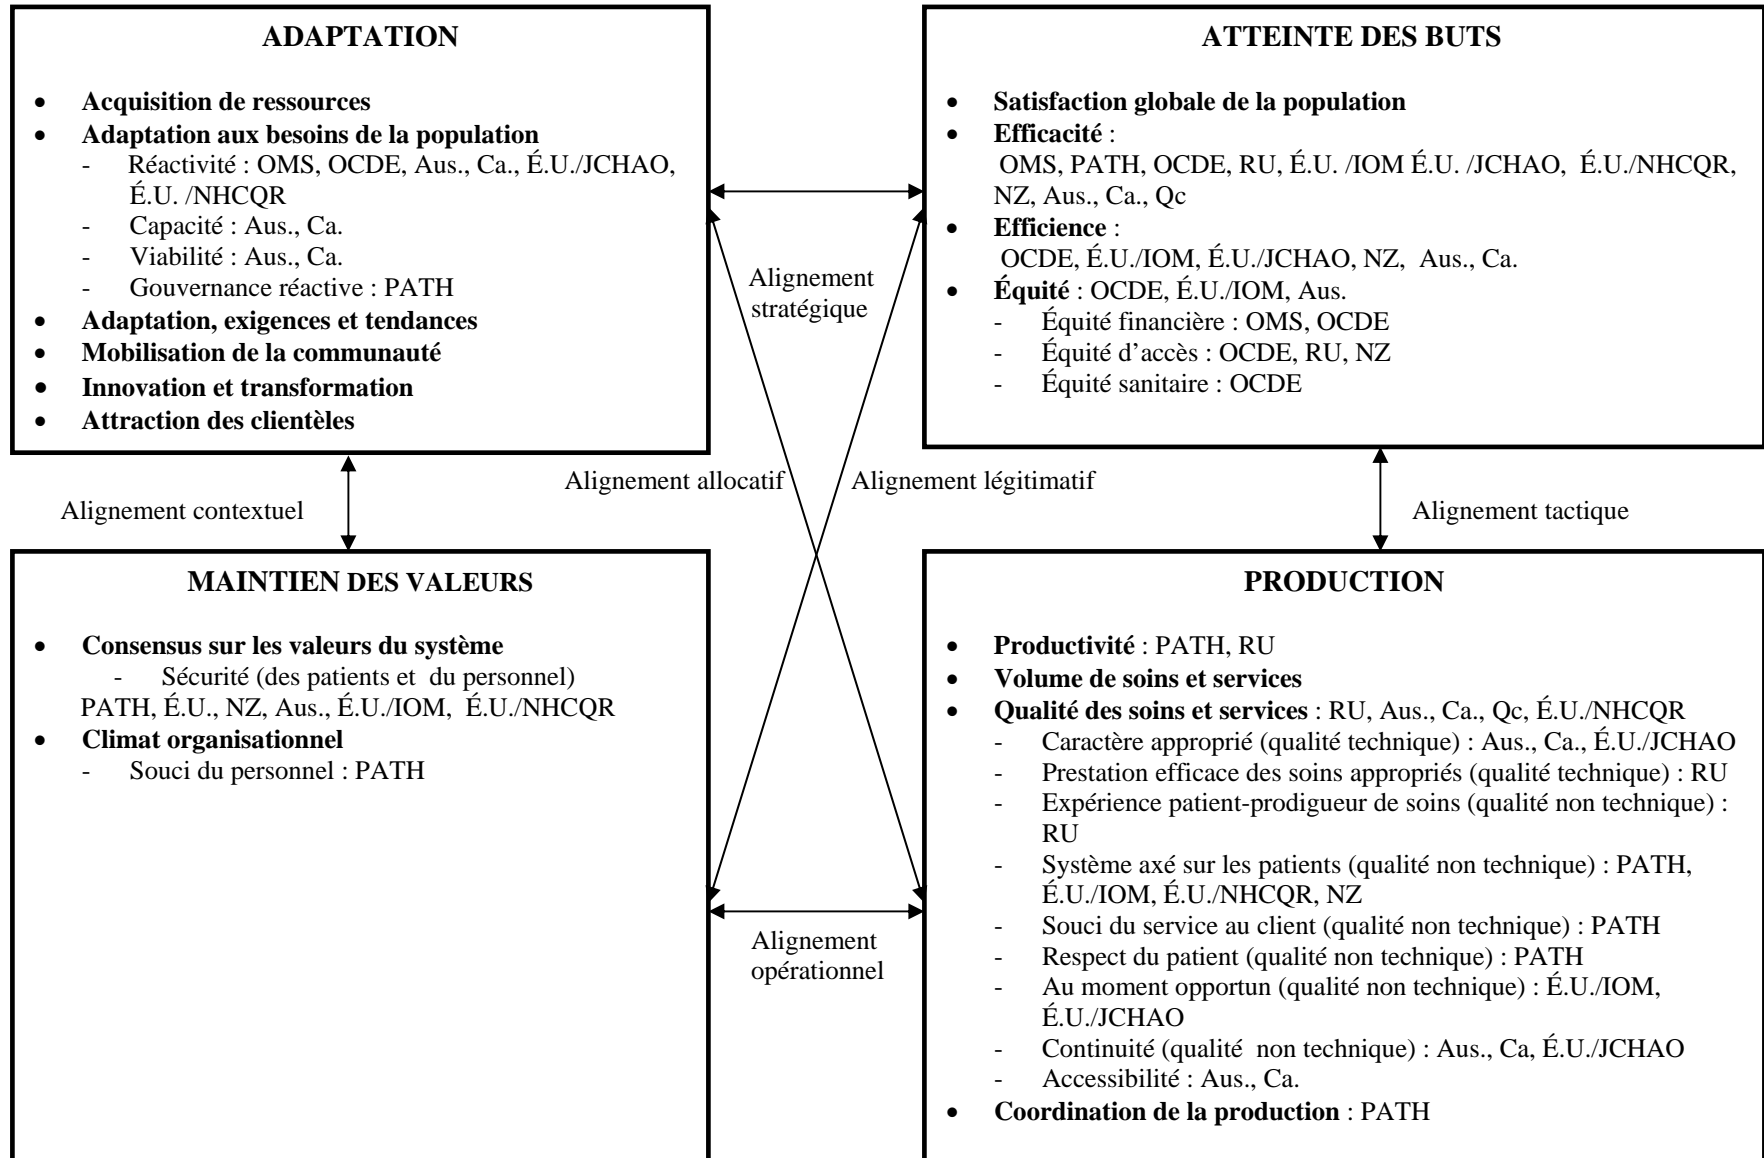 ADAPTATION
• Acquisition de ressources
• Adaptation aux besoins de la population
- Réactivité : OMS, OCDE, Aus., Ca., É.U./JCHAO,
É.U. /NHCQR
- Capacité : Aus., Ca.
- Viabilité : Aus., Ca.
- Gouvernance réactive : PATH
• Adaptation, exigences et tendances
• Mobilisation de la communauté
• Innovation et transformation
• Attraction des clientèles
ATTEINTE DES BUTS
• Satisfaction globale de la population
• Efficacité :
OMS, PATH, OCDE, RU, É.U. /IOM É.U. /JCHAO, É.U./NHCQR,
NZ, Aus., Ca., Qc
• Efficience :
OCDE, É.U./IOM, É.U./JCHAO, NZ, Aus., Ca.
• Équité : OCDE, É.U./IOM, Aus.
- Équité financière : OMS, OCDE
- Équité d’accès : OCDE, RU, NZ
- Équité sanitaire : OCDE
Alignement
stratégique
Alignement contextuel
Alignement allocatif
Alignement légitimatif
Alignement tactique
MAINTIEN DES VALEURS
• Consensus sur les valeurs du système
- Sécurité (des patients et du personnel)
PATH, É.U., NZ, Aus., É.U./IOM, É.U./NHCQR
• Climat organisationnel
- Souci du personnel : PATH
Alignement
opérationnel
PRODUCTION
• Productivité : PATH, RU
• Volume de soins et services
• Qualité des soins et services : RU, Aus., Ca., Qc, É.U./NHCQR
- Caractère approprié (qualité technique) : Aus., Ca., É.U./JCHAO
- Prestation efficace des soins appropriés (qualité technique) : RU
- Expérience patient-prodigueur de soins (qualité non technique) :
RU
- Système axé sur les patients (qualité non technique) : PATH,
É.U./IOM, É.U./NHCQR, NZ
- Souci du service au client (qualité non technique) : PATH
- Respect du patient (qualité non technique) : PATH
- Au moment opportun (qualité non technique) : É.U./IOM,
É.U./JCHAO
- Continuité (qualité non technique) : Aus., Ca, É.U./JCHAO
- Accessibilité : Aus., Ca.
• Coordination de la production : PATH